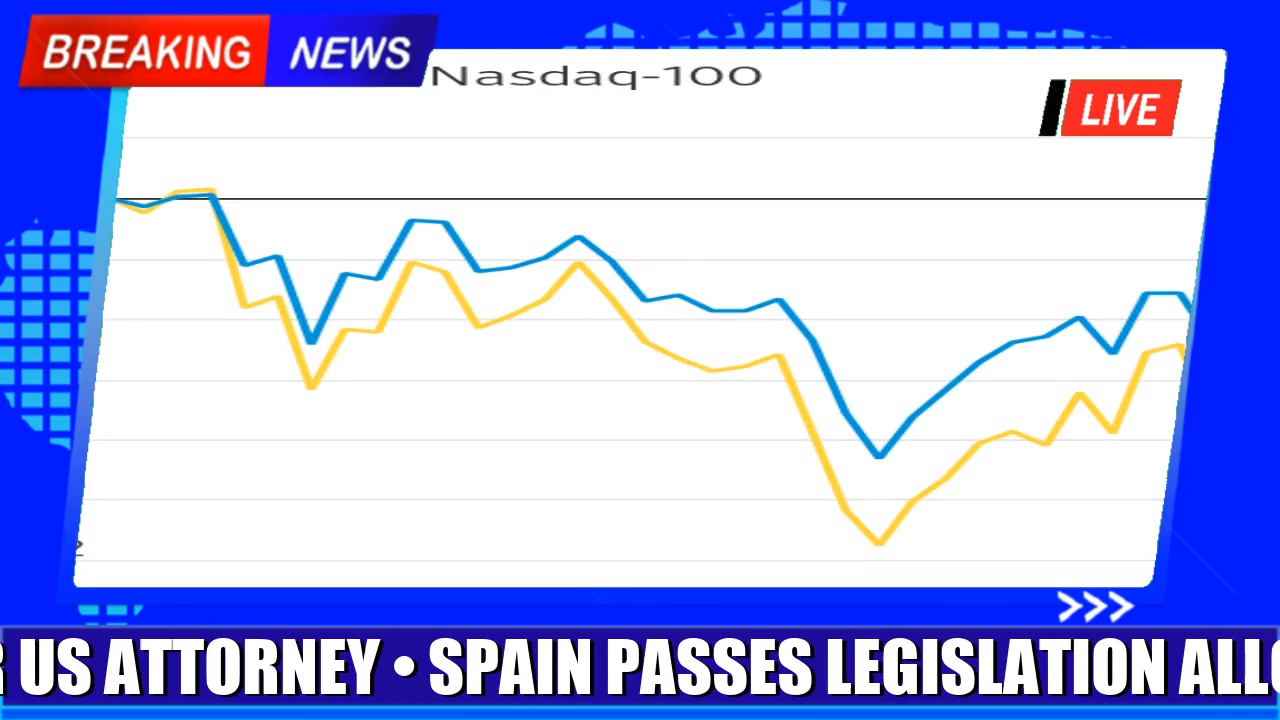 BREAKING NEWS
Nasdaq-100
LIVE
US ATTORNEY • SPAIN PASSES LEGISLATION